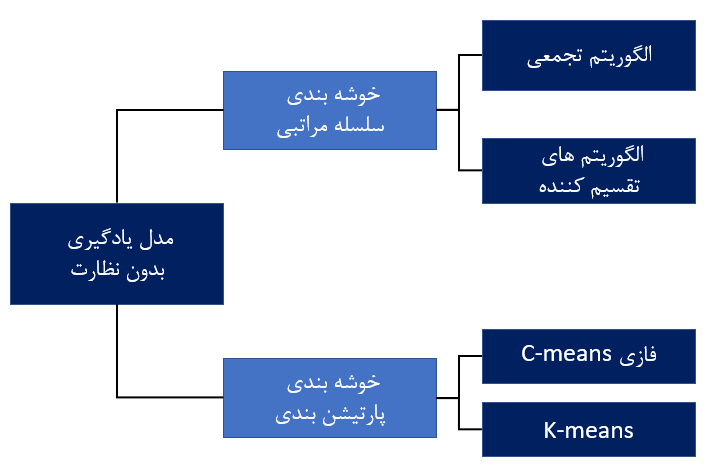 مدل یادگیری
بدون نظارت
خوشه بندی
سلسله مراتبی
الگوریتم تجمعی
الگوریتم های
تقسیم کننده
خوشه بندی
پارتیشن بندی
C-means فازی
K-means